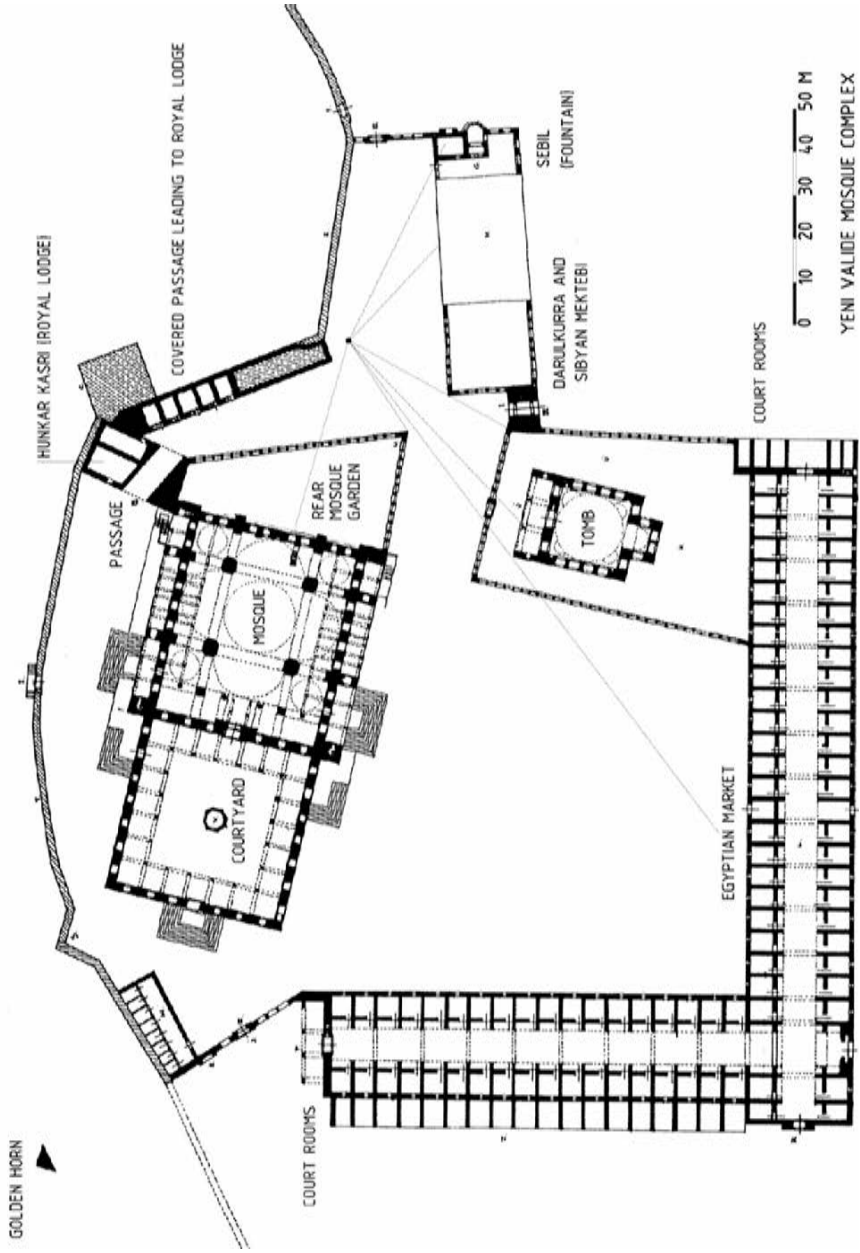 GOLDEN HORN
HUNKAR KASRI (ROYAL LODGE)
COVERED PASSAGE LEADING TO ROYAL LODGE
PASSAGE
REAR
MOSQUE
GARDEN
MOSQUE
COURTYARD
SEBIL
(FOUNTAIN)
DARULKURRA AND
SIBYAN MEKTEBI
TOMB
COURT ROOMS
EGYPTIAN MARKET
COURT ROOMS
0 10 20 30 40 50 M
YENI VALIDE MOSQUE COMPLEX